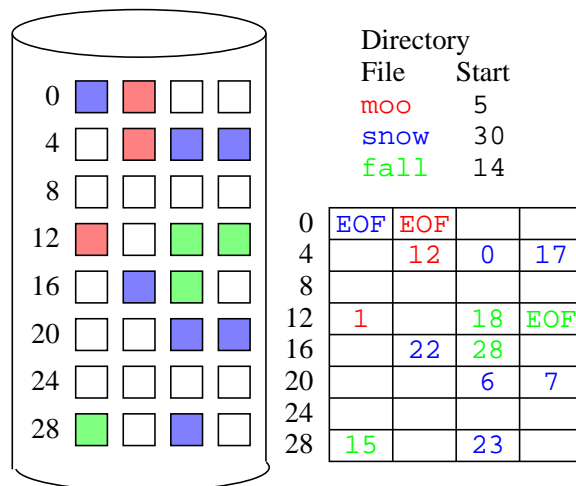 Directory
File Start
moo 5
snow 30
fall 14
0
4
8
12
16
20
24
28
0 EOF EOF
4 12 0 17
8
12 1 18 EOF
16 22 28
20 6 7
24
28 15 23